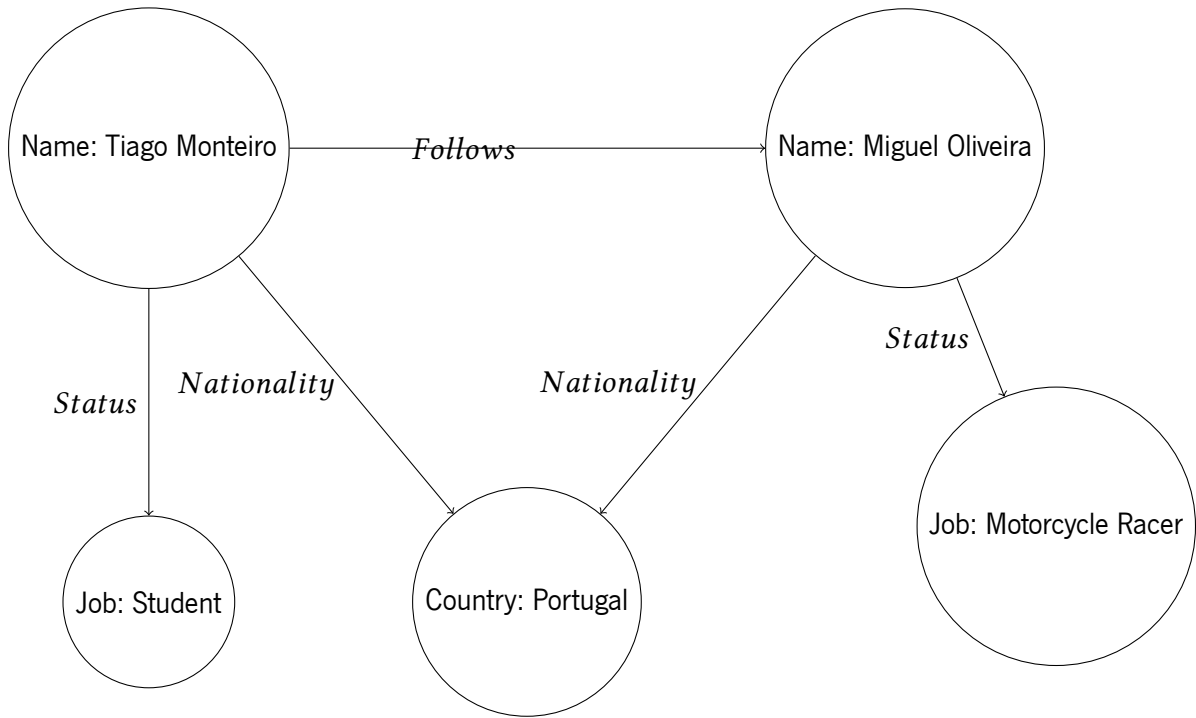 Name: Tiago Monteiro
Follows
Name: Miguel Oliveira
Status
Nationality
Nationality
Status
Job: Student
Country: Portugal
Job: Motorcycle Racer